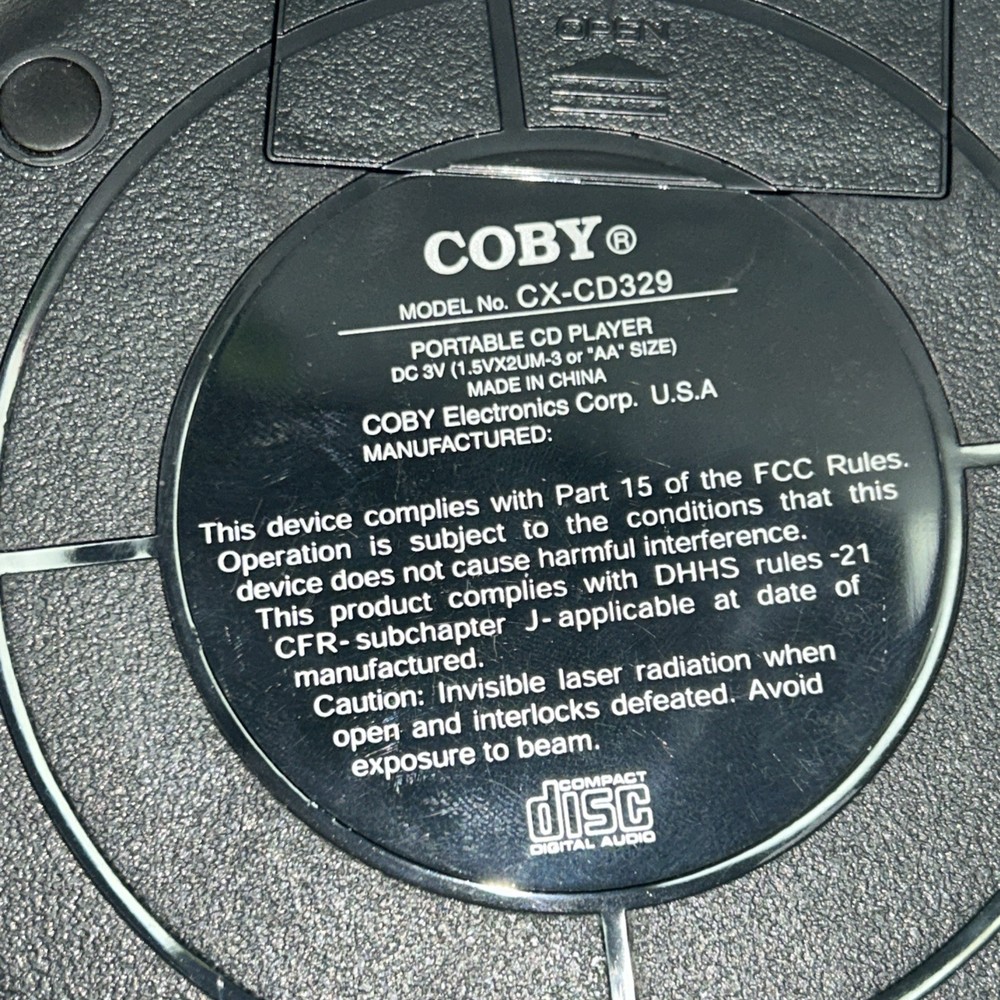 OPEN
COBY®
MODEL No. CX-CD329
PORTABLE CD PLAYER
DC 3V (1.5VX2UM-3 or "AA" SIZE)
MADE IN CHINA
COBY Electronics Corp. U.S.A
MANUFACTURED:
This device complies with Part 15 of the FCC Rules.
Operation is subject to the conditions that this
device does not cause harmful interference.
This product complies with DHHS rules -21
CFR- subchapter J- applicable at date of
manufactured.
Caution: Invisible laser radiation when
open and interlocks defeated. Avoid
exposure to beam.
COMPACT
disc
DIGITAL AUDIO